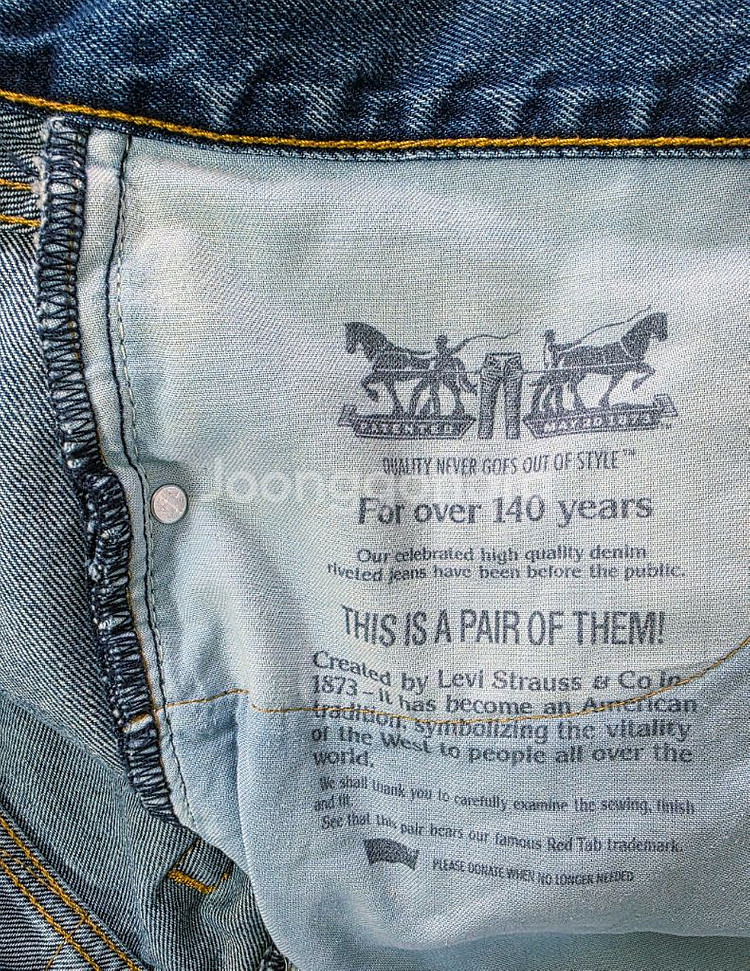 PATENTED MAY 20 1873
QUALITY NEVER GOES OUT OF STYLE™
For over 140 years
Our celebrated high quality denim
riveted jeans have been before the public.
THIS IS A PAIR OF THEM!
Created by Levi Strauss & Co in
1873 – it has become an American
tradition, symbolizing the vitality
of the West to people all over the
world.
We shall thank you to carefully examine the sewing, finish
and fit.
See that this pair bears our famous Red Tab trademark.
PLEASE DONATE WHEN NO LONGER NEEDED